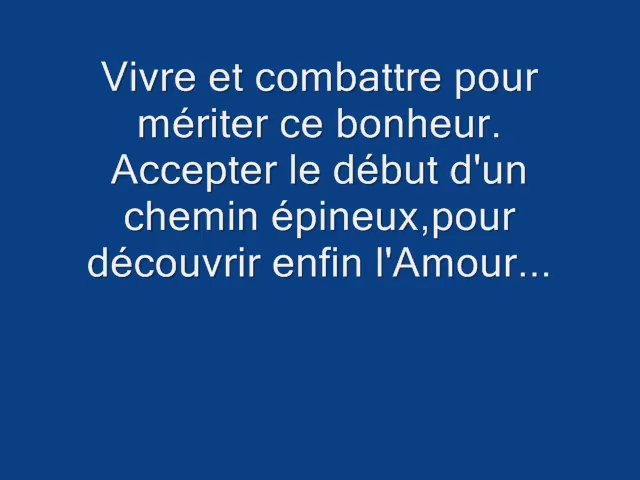 Vivre et combattre pour
mériter ce bonheur.
Accepter le début d'un
chemin épineux,pour
découvrir enfin l'Amour...